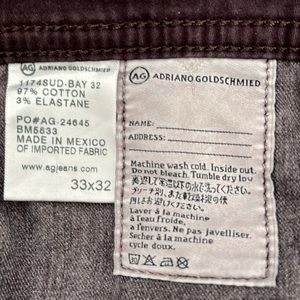 AG ADRIANO GOLDSCHMIED
1174SUD-BAY 32
97% COTTON
3% ELASTANE
PO#AG-24645
BM5833
MADE IN MEXICO
OF IMPORTED FABRIC
www.agjeans.com
33x32
AG ADRIANO GOLDSCHMIED
NAME:
ADDRESS:
Machine wash cold. Inside out.
Do not bleach. Tumble dry low
Laver à la machine
à l'eau froide,
à l'envers. Ne pas javelliser.
Secher à la machine
cycle doux.